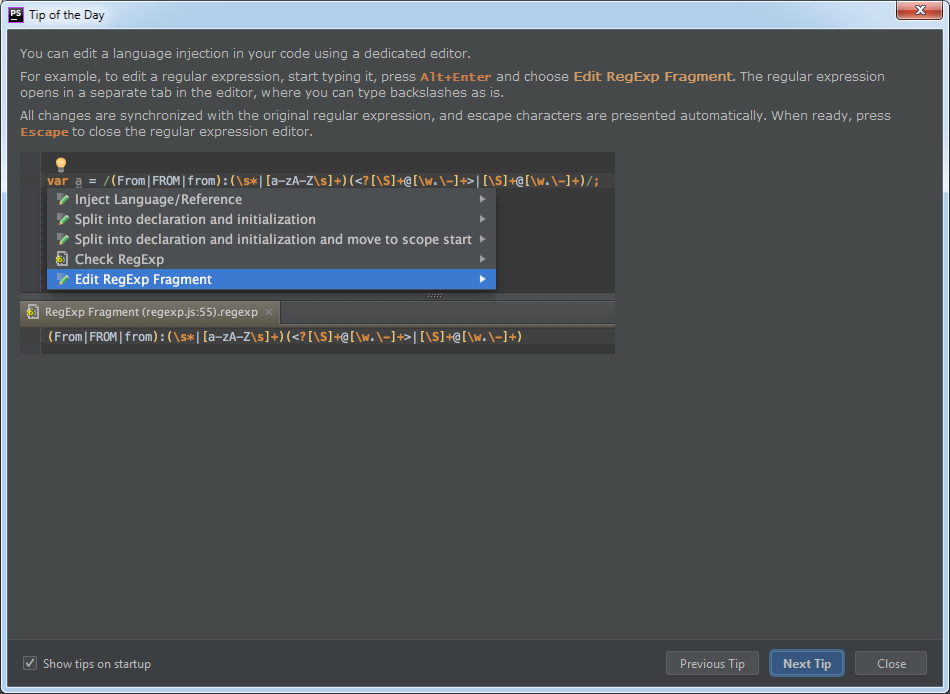 PS Tip of the Day
You can edit a language injection in your code using a dedicated editor.
For example, to edit a regular expression, start typing it, press Alt+Enter and choose Edit RegExp Fragment. The regular expression
opens in a separate tab in the editor, where you can type backslashes as is.
All changes are synchronized with the original regular expression, and escape characters are presented automatically. When ready, press
Escape to close the regular expression editor.
var a = /(From|FROM|from):(\s*|[a-zA-Z\s]+)(<?[\S]+@[\w.\-]+>|[\S]+@[\w.\-]+)/;
Inject Language/Reference
Split into declaration and initialization
Split into declaration and initialization and move to scope start
Check RegExp
Edit RegExp Fragment
RegExp Fragment (regexp.js:55).regexp
(From|FROM|from):(\s*|[a-zA-Z\s]+)(<?[\S]+@[\w.\-]+>|[\S]+@[\w.\-]+)
Show tips on startup
Previous Tip
Next Tip
Close